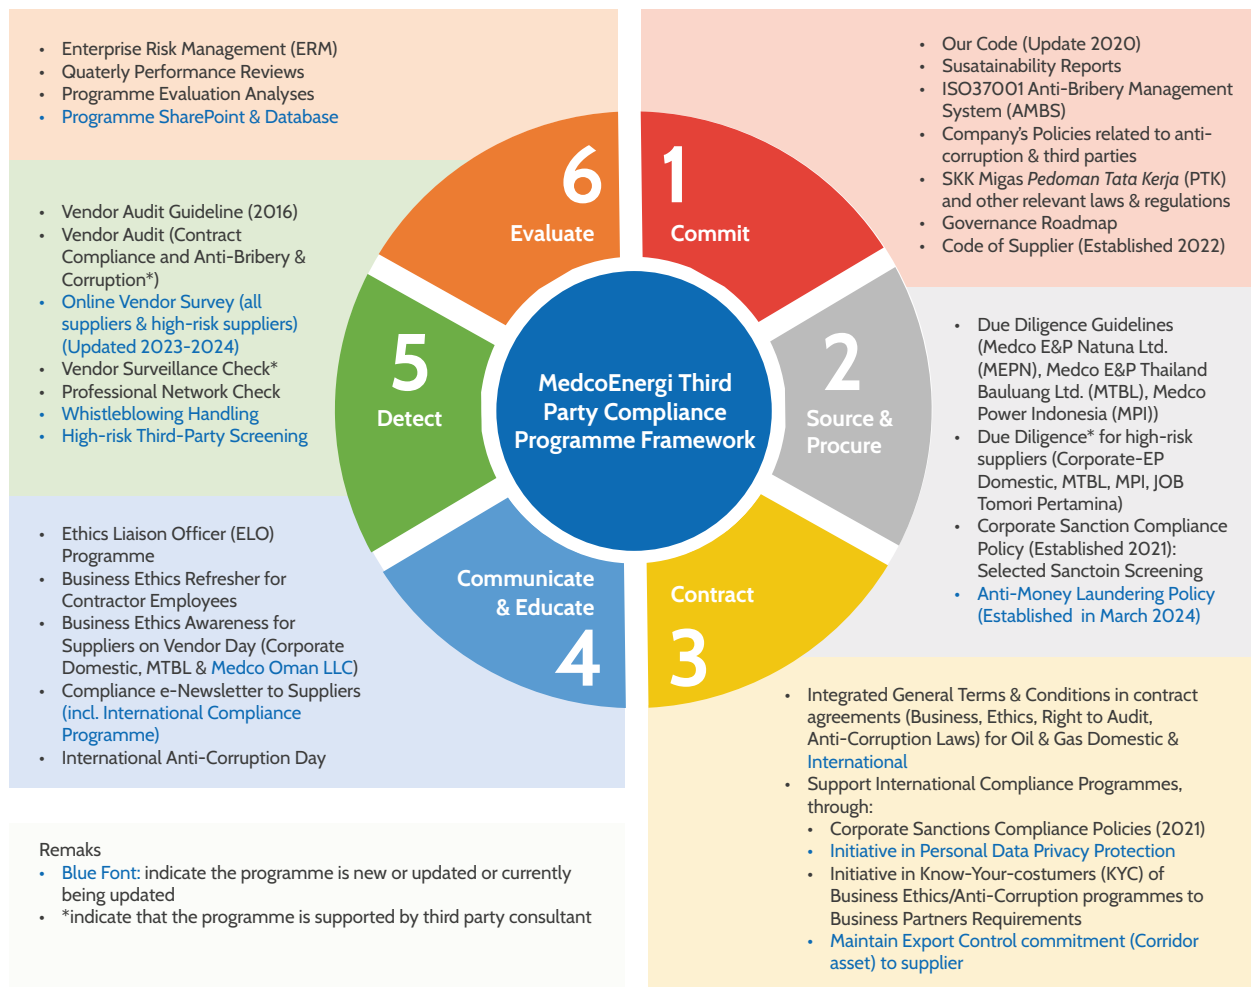 • Enterprise Risk Management (ERM)
• Quaterly Performance Reviews
• Programme Evaluation Analyses
• Programme SharePoint & Database
• Our Code (Update 2020)
• Susatainability Reports
• ISO37001 Anti-Bribery Management
System (AMBS)
• Company's Policies related to anti-
corruption & third parties
• SKK Migas Pedoman Tata Kerja (PTK)
and other relevant laws & regulations
• Governance Roadmap
• Code of Supplier (Established 2022)
6
Evaluate
1
Commit
• Vendor Audit Guideline (2016)
• Vendor Audit (Contract
Compliance and Anti-Bribery &
Corruption*)
• Online Vendor Survey (all
suppliers & high-risk suppliers)
(Updated 2023-2024)
• Vendor Surveillance Check*
• Professional Network Check
• Whistleblowing Handling
• High-risk Third-Party Screening
5
Detect
MedcoEnergi Third
Party Compliance
Programme Framework
2
Source &
Procure
• Due Diligence Guidelines
(Medco E&P Natuna Ltd.
(MEPN), Medco E&P Thailand
Bauluang Ltd. (MTBL), Medco
Power Indonesia (MPI))
• Due Diligence* for high-risk
suppliers (Corporate-EP
Domestic, MTBL, MPI, JOB
Tomori Pertamina)
• Corporate Sanction Compliance
Policy (Established 2021):
Selected Sanctoin Screening
• Anti-Money Laundering Policy
(Established in March 2024)
• Ethics Liaison Officer (ELO)
Programme
• Business Ethics Refresher for
Contractor Employees
• Business Ethics Awareness for
Suppliers on Vendor Day (Corporate
Domestic, MTBL & Medco Oman LLC)
• Compliance e-Newsletter to Suppliers
(incl. International Compliance
Programme)
• International Anti-Corruption Day
Communicate
& Educate
4
Contract
3
• Integrated General Terms & Conditions in contract
agreements (Business, Ethics, Right to Audit,
Anti-Corruption Laws) for Oil & Gas Domestic &
International
• Support International Compliance Programmes,
through:
• Corporate Sanctions Compliance Policies (2021)
• Initiative in Personal Data Privacy Protection
• Initiative in Know-Your-costumers (KYC) of
Business Ethics/Anti-Corruption programmes to
Business Partners Requirements
• Maintain Export Control commitment (Corridor
asset) to supplier
Remaks
• Blue Font: indicate the programme is new or updated or currently
being updated
• *indicate that the programme is supported by third party consultant